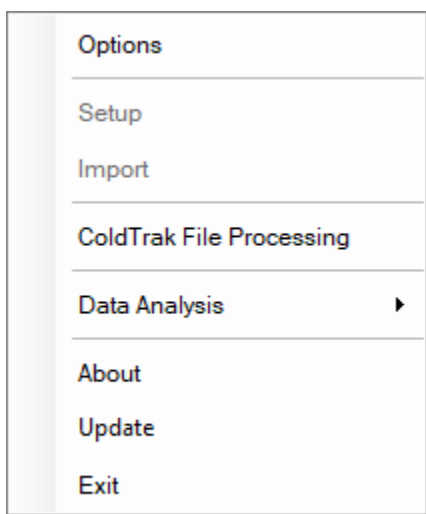 Options
Setup
Import
ColdTrak File Processing
Data Analysis
About
Update
Exit